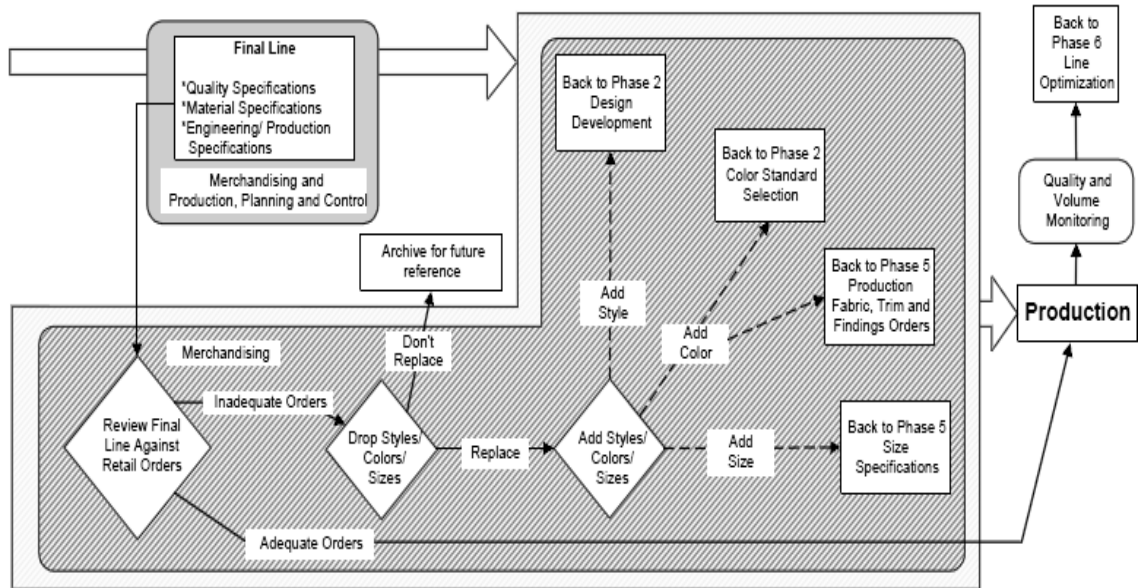 Final Line
*Quality Specifications
*Material Specifications
*Engineering/ Production
Specifications
Merchandising and
Production, Planning and Control
Back to Phase 2
Design
Development
Back to Phase 2
Color Standard
Selection
Back to
Phase 6
Line
Optimization
Quality and
Volume
Monitoring
Archive for future
reference
Back to Phase 5
Production
Fabric, Trim and
Findings Orders
Production
Add
Style
Add
Color
Merchandising
Don't
Replace
Inadequate Orders
Review Final
Line Against
Retail Orders
Drop Styles/
Colors/
Sizes
Replace
Add Styles/
Colors/
Sizes
Add
Size
Back to Phase 5
Size
Specifications
Adequate Orders